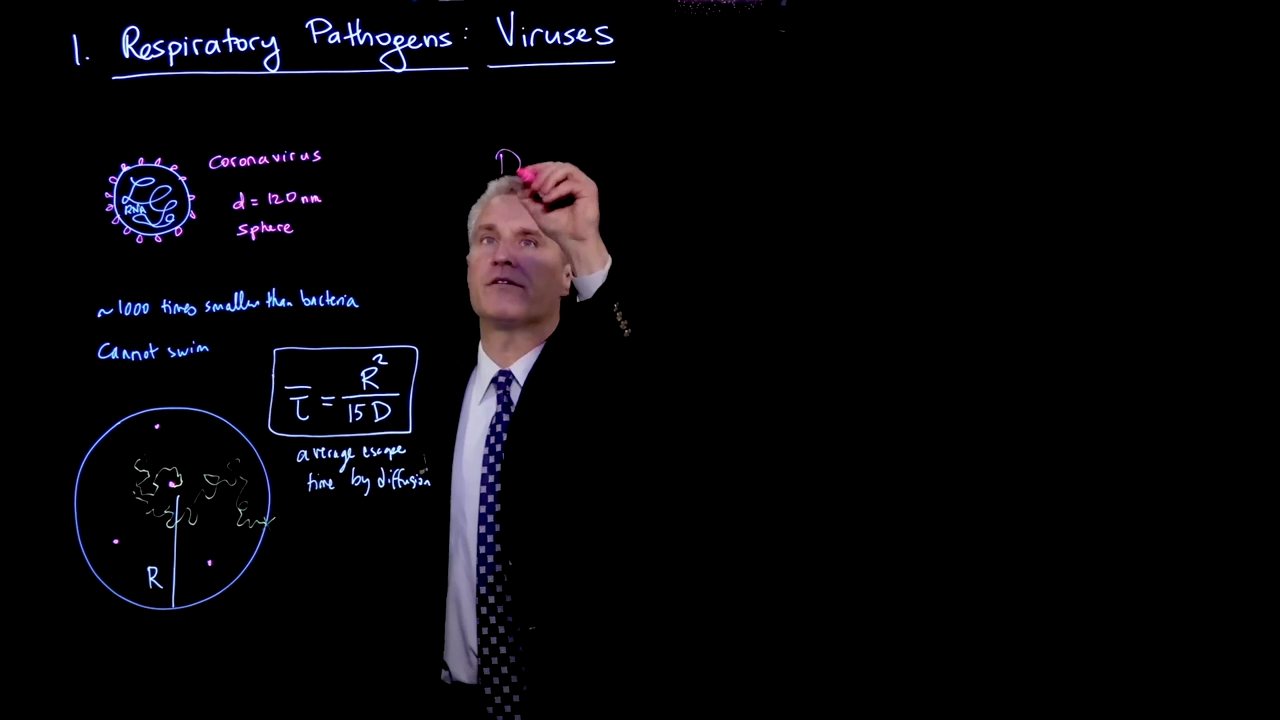 1. Respiratory Pathogens: Viruses
Coronavirus
d = 120 nm
sphere
RNA
D
~1000 times smaller than bacteria
Cannot swim
τ̄ = R² / 15 D
average escape
time by diffusion
R